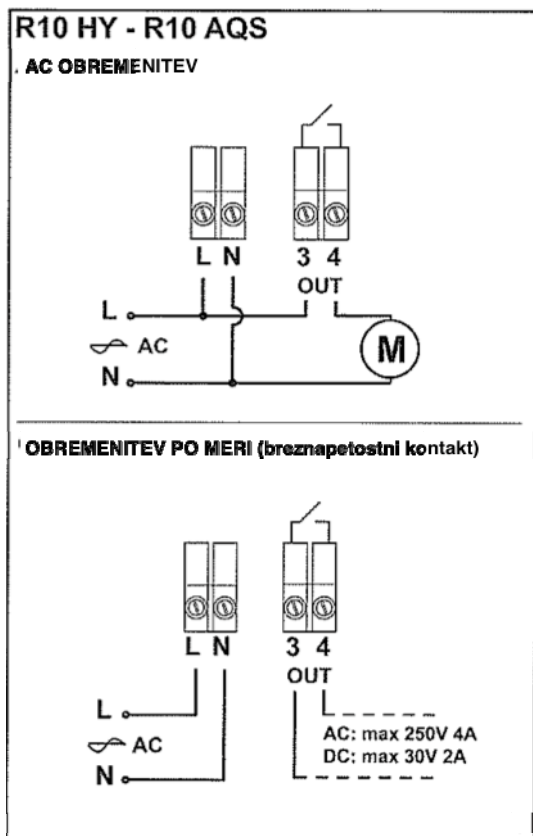 R10 HY - R10 AQS
AC OBREMENITEV
L N
3 4
OUT
L
AC
M
N
OBREMENITEV PO MERI (breznapetostni kontakt)
L N
3 4
OUT
L
AC: max 250V 4A
AC
DC: max 30V 2A
N